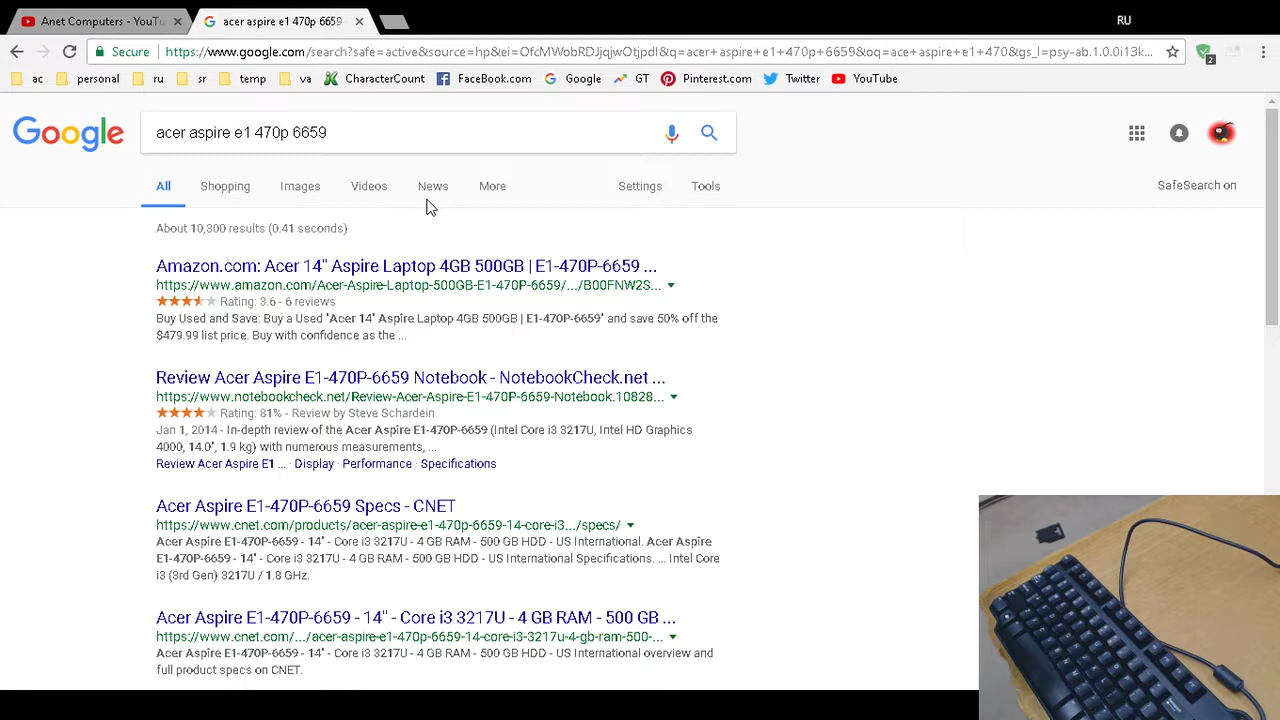 Anet Computers - YouTu
acer aspire e1 470p 6659
RU
Secure
https://www.google.com/search?safe=active&source=hp&ei=OfcMWobRDJjqjwOtjpdI&q=acer+aspire+e1+470p+6659&oq=ace+aspire+e1+470&gs_l=psy-ab.1.0.0i13k...
2
ac personal ru sr temp va CharacterCount FaceBook.com Google GT Pinterest.com Twitter YouTube
Google
acer aspire e1 470p 6659
All Shopping Images Videos News More Settings Tools SafeSearch on
About 10,300 results (0.41 seconds)
Amazon.com: Acer 14" Aspire Laptop 4GB 500GB | E1-470P-6659 ...
https://www.amazon.com/Acer-Aspire-Laptop-500GB-E1-470P-6659/.../B00FNW2S...
Rating: 3.6 - 6 reviews
Buy Used and Save: Buy a Used "Acer 14" Aspire Laptop 4GB 500GB | E1-470P-6659" and save 50% off the
$479.99 list price. Buy with confidence as the ...
Review Acer Aspire E1-470P-6659 Notebook - NotebookCheck.net ...
https://www.notebookcheck.net/Review-Acer-Aspire-E1-470P-6659-Notebook.10828...
Rating: 81% - Review by Steve Schardein
Jan 1, 2014 - In-depth review of the Acer Aspire E1-470P-6659 (Intel Core i3 3217U, Intel HD Graphics
4000, 14.0", 1.9 kg) with numerous measurements, ...
Review Acer Aspire E1 ... · Display · Performance · Specifications
Acer Aspire E1-470P-6659 Specs - CNET
https://www.cnet.com/products/acer-aspire-e1-470p-6659-14-core-i3.../specs/
Acer Aspire E1-470P-6659 - 14" - Core i3 3217U - 4 GB RAM - 500 GB HDD - US International. Acer Aspire
E1-470P-6659 - 14" - Core i3 3217U - 4 GB RAM - 500 GB HDD - US International Specifications. ... Intel Core
i3 (3rd Gen) 3217U / 1.8 GHz.
Acer Aspire E1-470P-6659 - 14" - Core i3 3217U - 4 GB RAM - 500 GB ...
https://www.cnet.com/.../acer-aspire-e1-470p-6659-14-core-i3-3217u-4-gb-ram-500-...
Acer Aspire E1-470P-6659 - 14" - Core i3 3217U - 4 GB RAM - 500 GB HDD - US International overview and
full product specs on CNET.